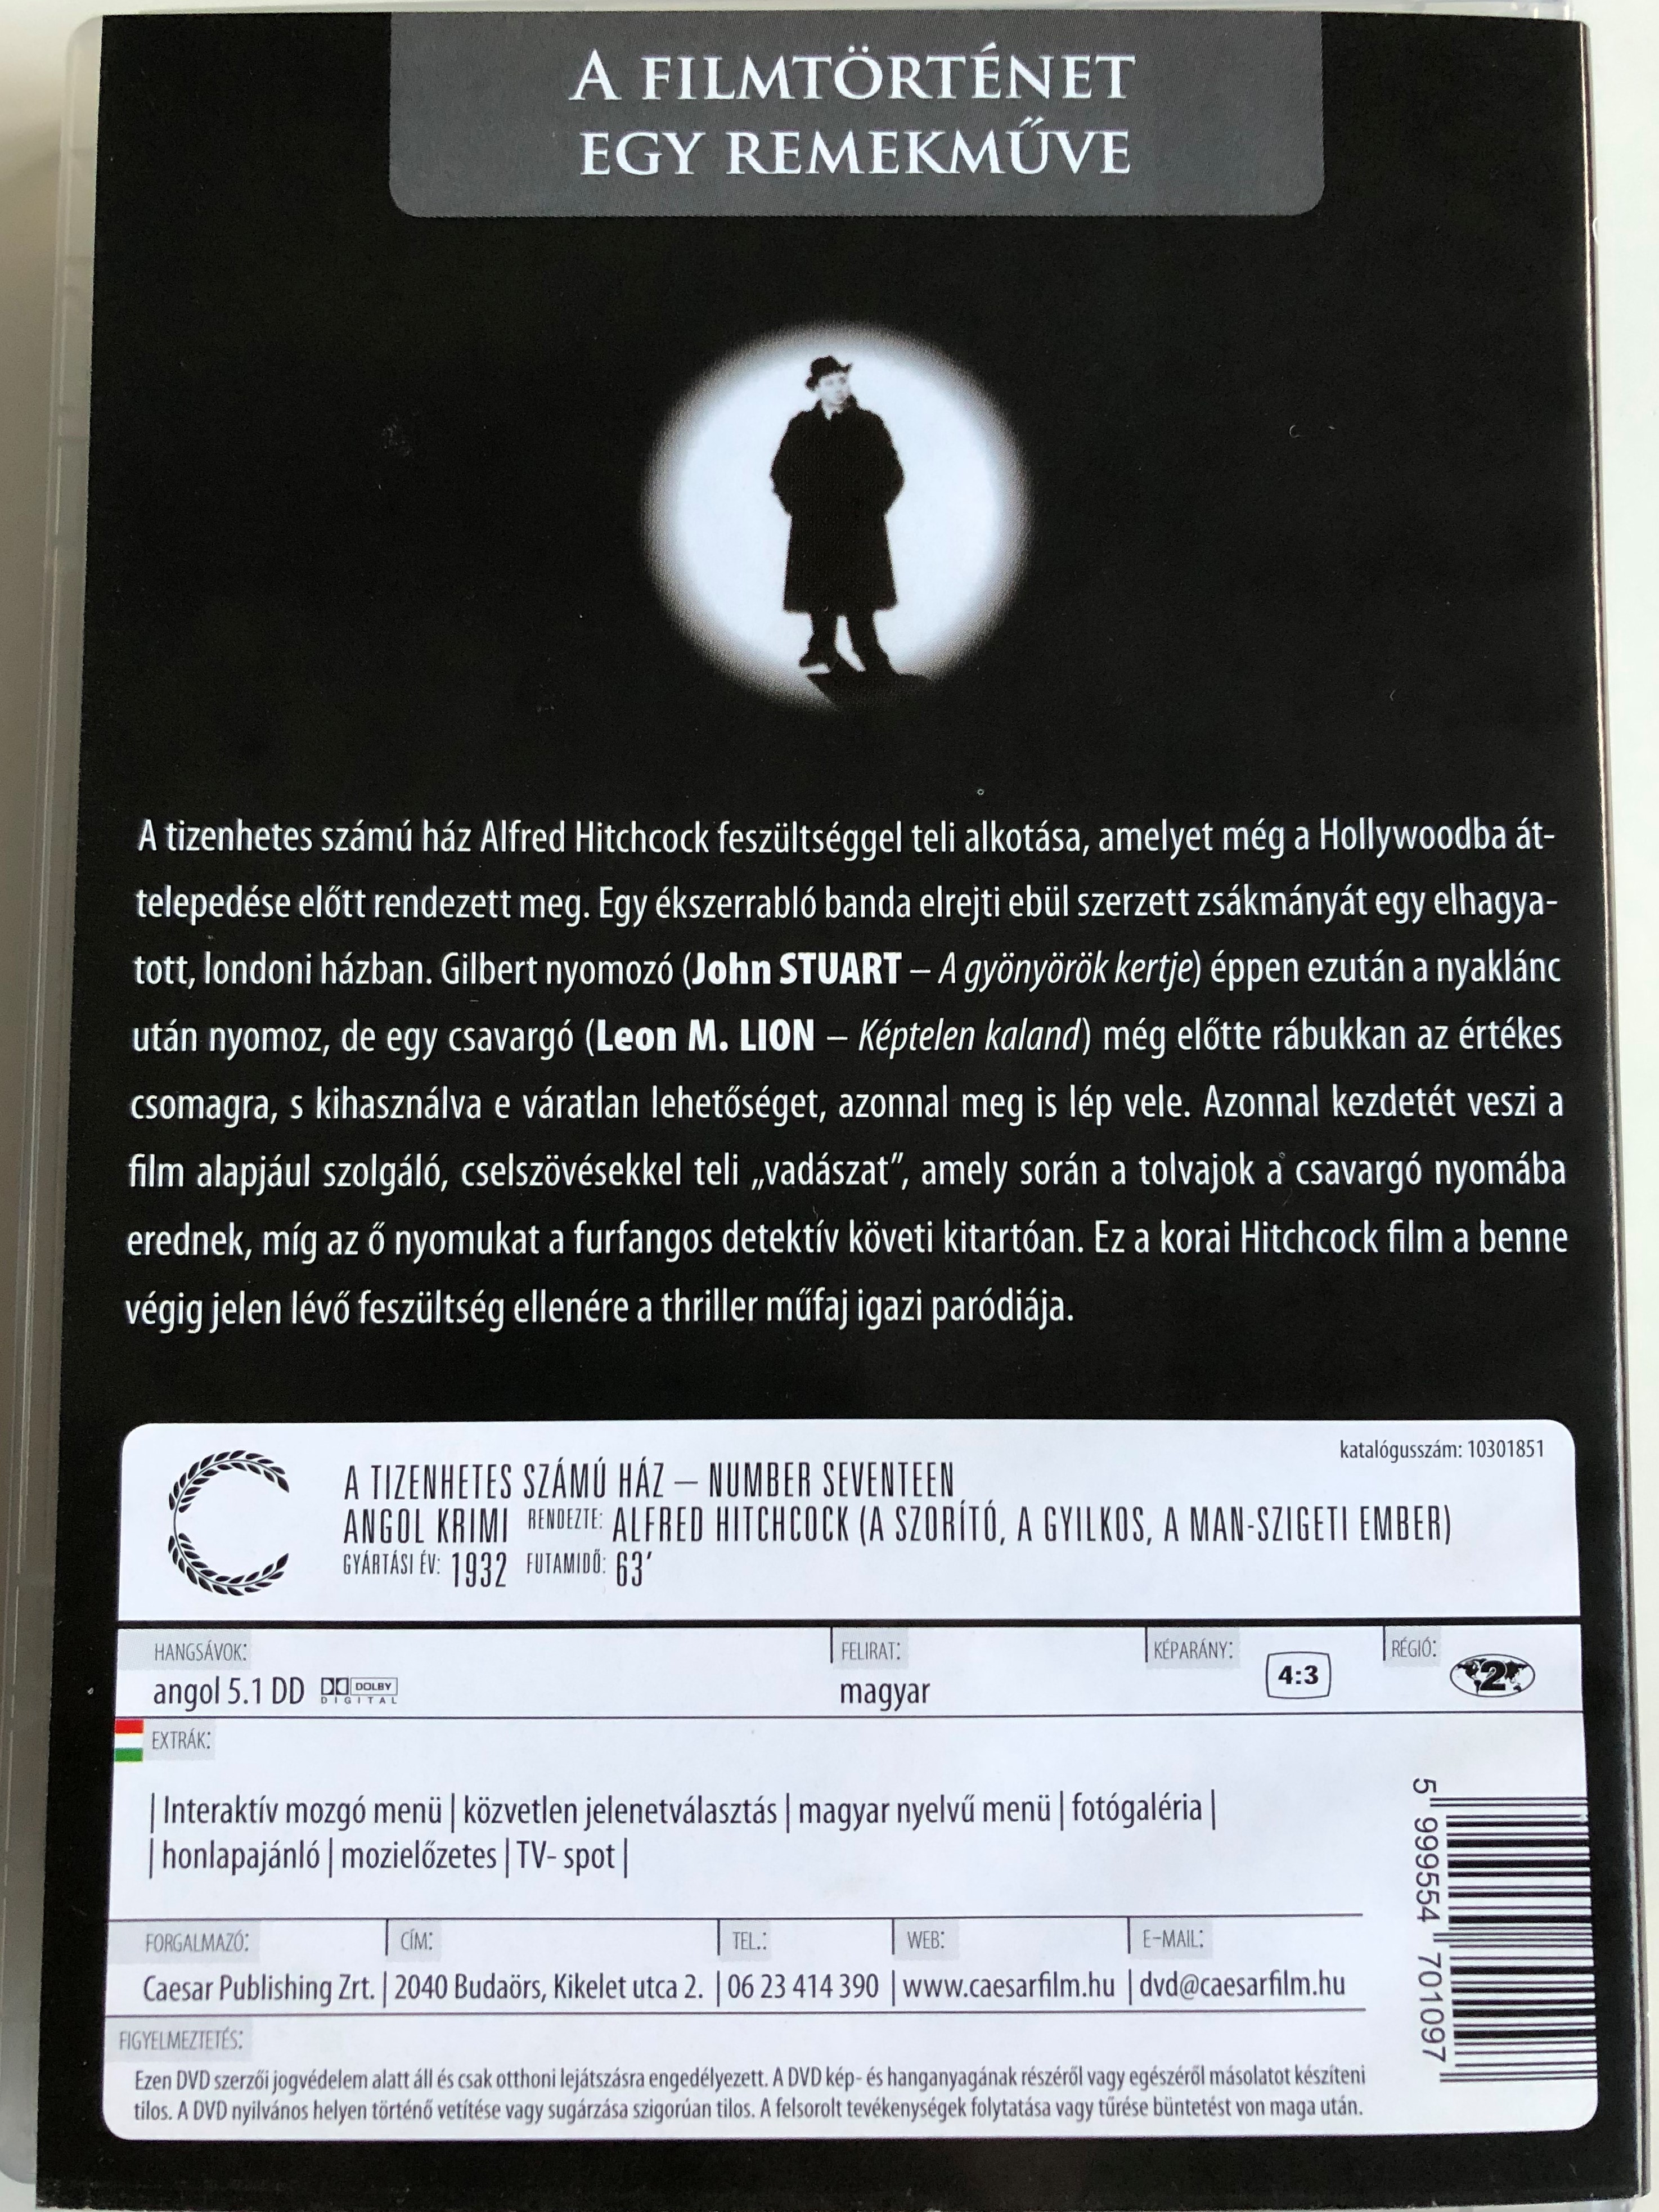 A FILMTÖRTÉNET
EGY REMEKMŰVE
A tizenhetes számú ház Alfred Hitchcock feszültséggel teli alkotása, amelyet még a Hollywoodba át-
telepedése előtt rendezett meg. Egy ékszerrabló banda elrejti ebül szerzett zsákmányát egy elhagya-
tott, londoni házban. Gilbert nyomozó (John STUART – A gyönyörök kertje) éppen ezután a nyaklánc
után nyomoz, de egy csavargó (Leon M. LION – Képtelen kaland) még előtte rábukkan az értékes
csomagra, s kihasználva e váratlan lehetőséget, azonnal meg is lép vele. Azonnal kezdetét veszi a
film alapjául szolgáló, cselszövésekkel teli „vadászat”, amely során a tolvajok a csavargó nyomába
erednek, míg az ő nyomukat a furfangos detektív követi kitartóan. Ez a korai Hitchcock film a benne
végig jelen lévő feszültség ellenére a thriller műfaj igazi paródiája.
katalógusszám: 10301851
A TIZENHETES SZÁMÚ HÁZ – NUMBER SEVENTEEN
ANGOL KRIMI RENDEZTE: ALFRED HITCHCOCK (A SZORÍTÓ, A GYILKOS, A MAN-SZIGETI EMBER)
GYÁRTÁSI ÉV: 1932 FUTAMIDŐ: 63’
HANGSÁVOK: FELIRAT: KÉPARÁNY: 4:3 RÉGIÓ: 2
angol 5.1 DD DOLBY DIGITAL magyar
EXTRÁK:
| Interaktív mozgó menü | közvetlen jelenetválasztás | magyar nyelvű menü | fotógaléria |
| honlapajánló | mozielőzetes | TV- spot |
FORGALMAZÓ: CÍM: TEL.: WEB: E-MAIL:
Caesar Publishing Zrt. | 2040 Budaörs, Kikelet utca 2. | 06 23 414 390 | www.caesarfilm.hu | dvd@caesarfilm.hu
FIGYELMEZTETÉS:
Ezen DVD szerzői jogvédelem alatt áll és csak otthoni lejátszásra engedélyezett. A DVD kép- és hanganyagának részéről vagy egészéről másolatot készíteni
tilos. A DVD nyilvános helyen történő vetítése vagy sugárzása szigorúan tilos. A felsorolt tevékenységek folytatása vagy tűrése büntetést von maga után.
5 999554 701097